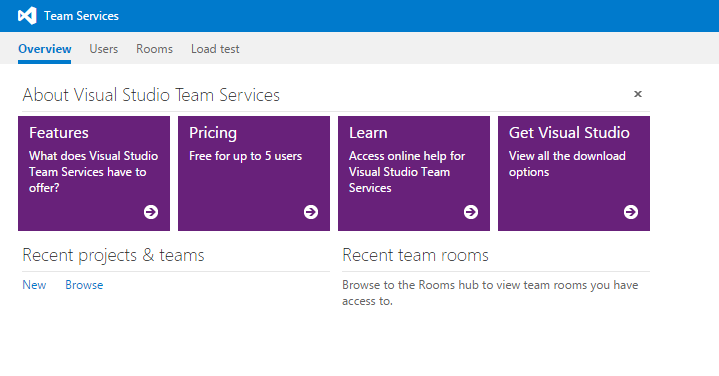 Team Services
Overview Users Rooms Load test
About Visual Studio Team Services
Features
What does Visual Studio
Team Services have to
offer?
Pricing
Free for up to 5 users
Learn
Access online help for
Visual Studio Team
Services
Get Visual Studio
View all the download
options
Recent projects & teams
New Browse
Recent team rooms
Browse to the Rooms hub to view team rooms you have
access to.